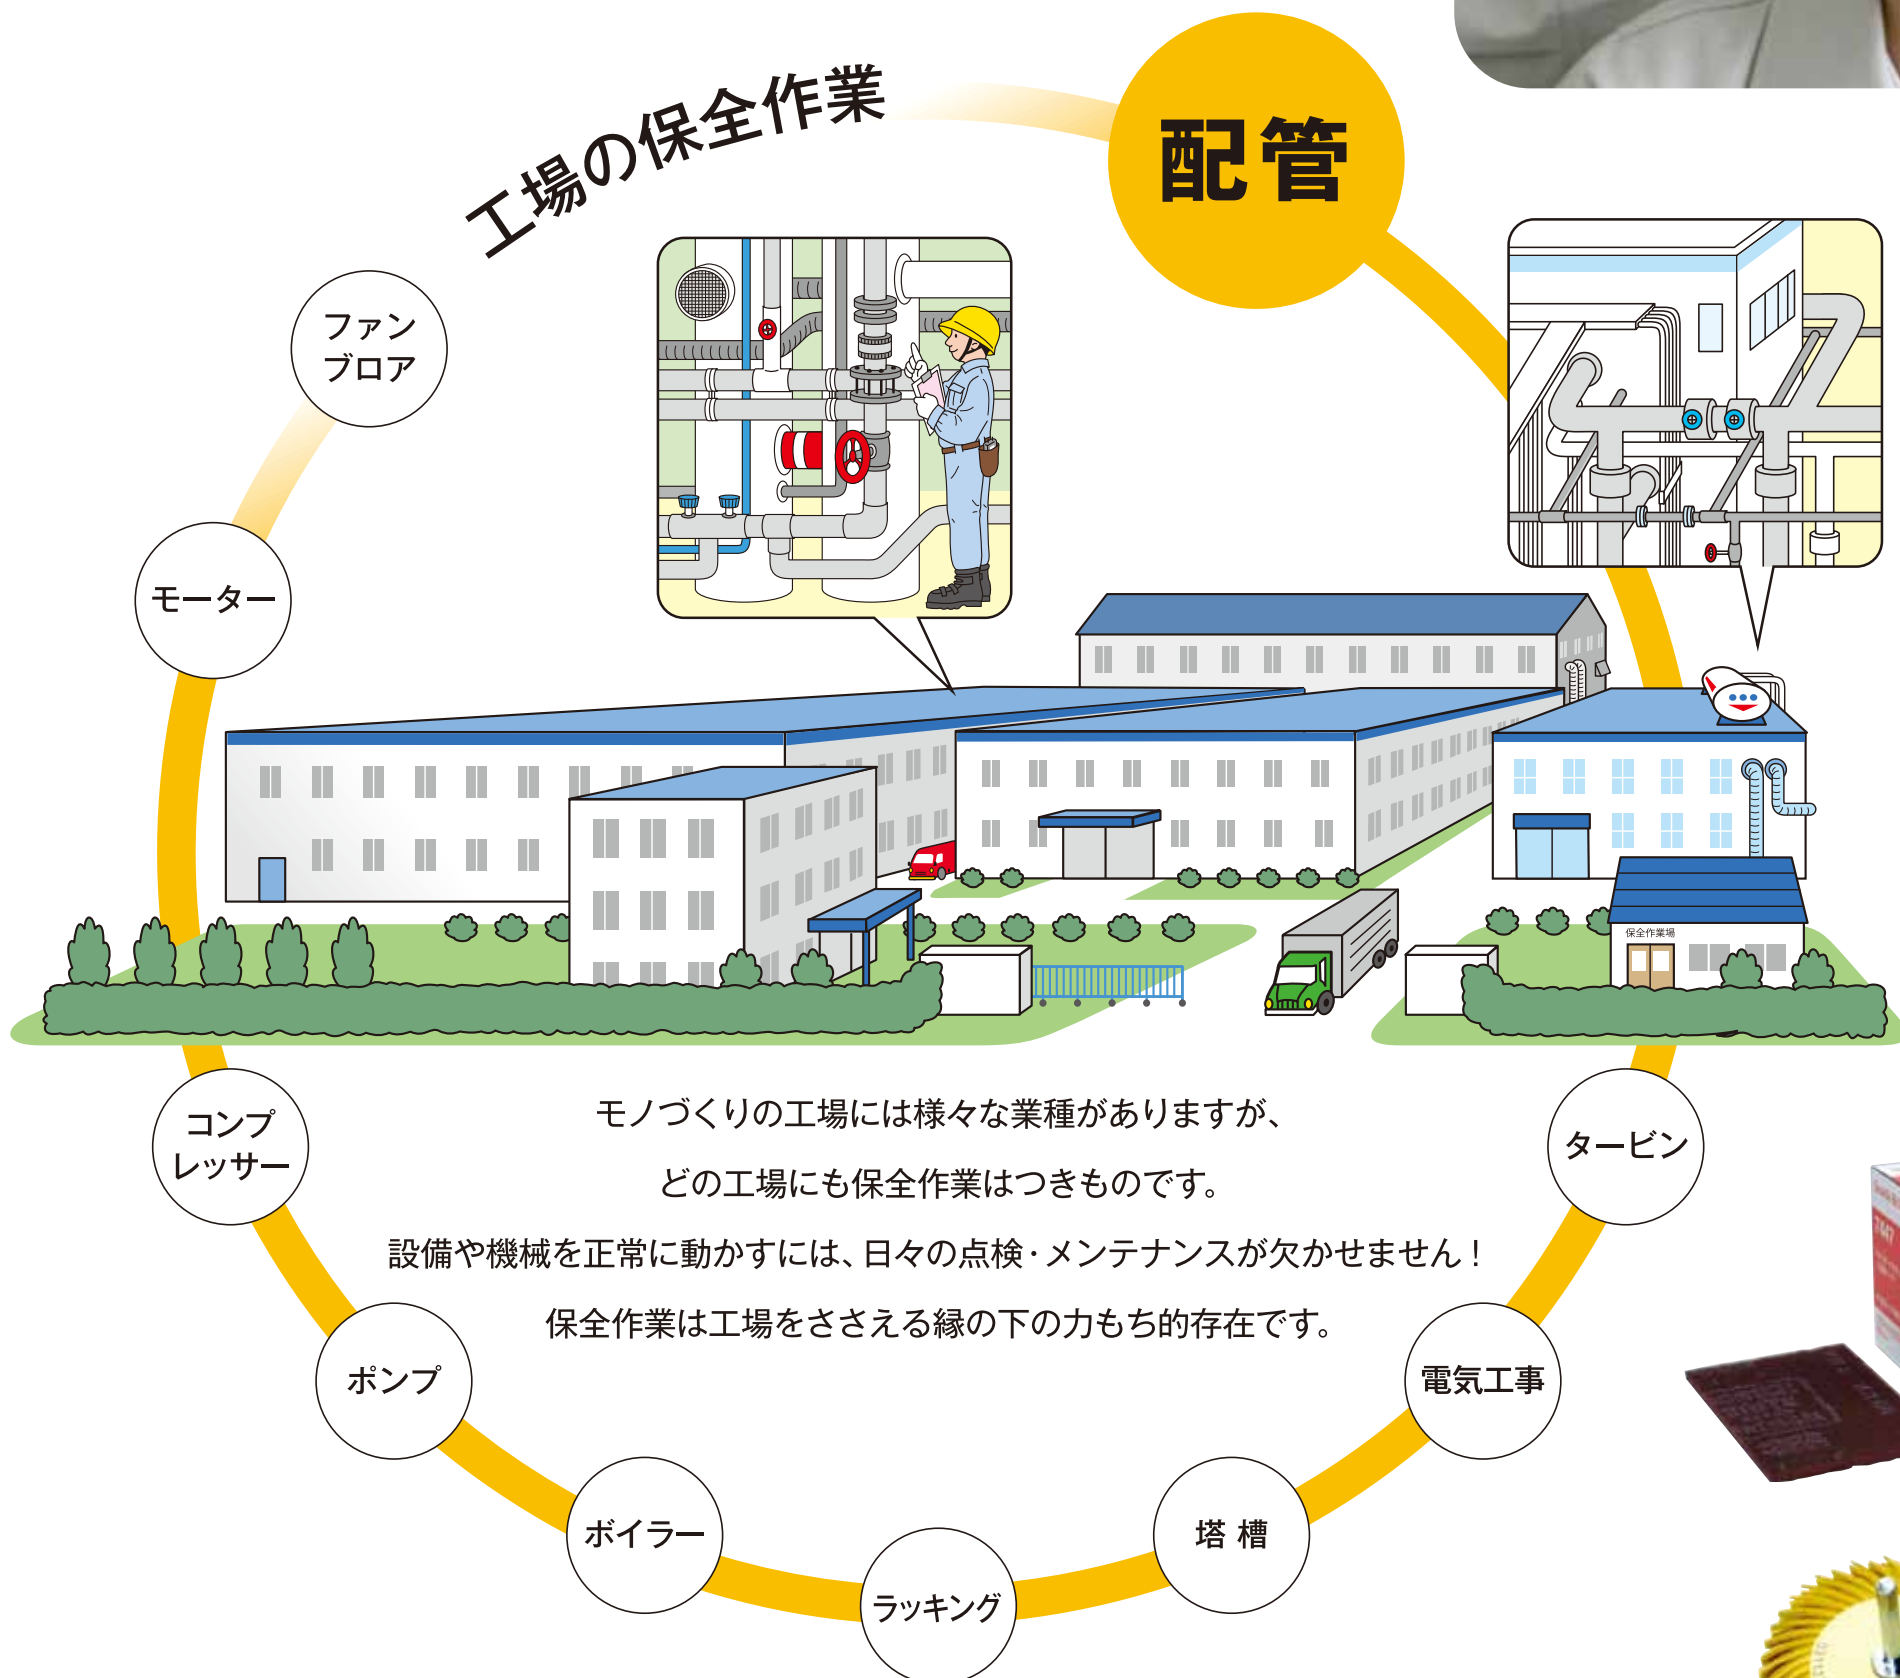 工場の保全作業
配管
ファン
ブロア
モーター
保全作業場
コンプ
レッサー
モノづくりの工場には様々な業種がありますが、
どの工場にも保全作業はつきものです。
設備や機械を正常に動かすには、日々の点検・メンテナンスが欠かせません！
保全作業は工場をささえる縁の下の力もち的存在です。
タービン
ポンプ
電気工事
ボイラー
塔 槽
ラッキング
7447